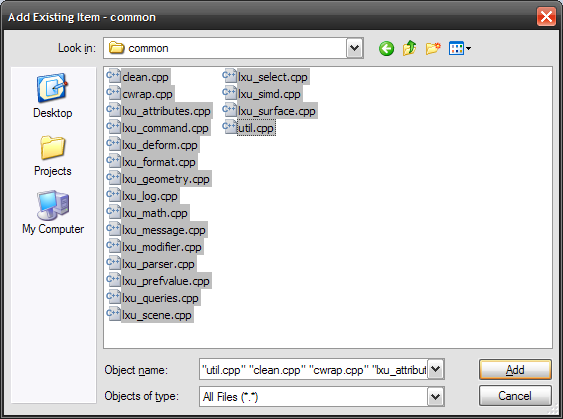 Add Existing Item - common
Look in: common
Desktop
Projects
My Computer
clean.cpp
cwrap.cpp
lxu_attributes.cpp
lxu_command.cpp
lxu_deform.cpp
lxu_format.cpp
lxu_geometry.cpp
lxu_log.cpp
lxu_math.cpp
lxu_message.cpp
lxu_modifier.cpp
lxu_parser.cpp
lxu_prefvalue.cpp
lxu_queries.cpp
lxu_scene.cpp
lxu_select.cpp
lxu_simd.cpp
lxu_surface.cpp
util.cpp
Object name: "util.cpp" "clean.cpp" "cwrap.cpp" "lxu_attribut
Add
Objects of type: All Files (*.*)
Cancel